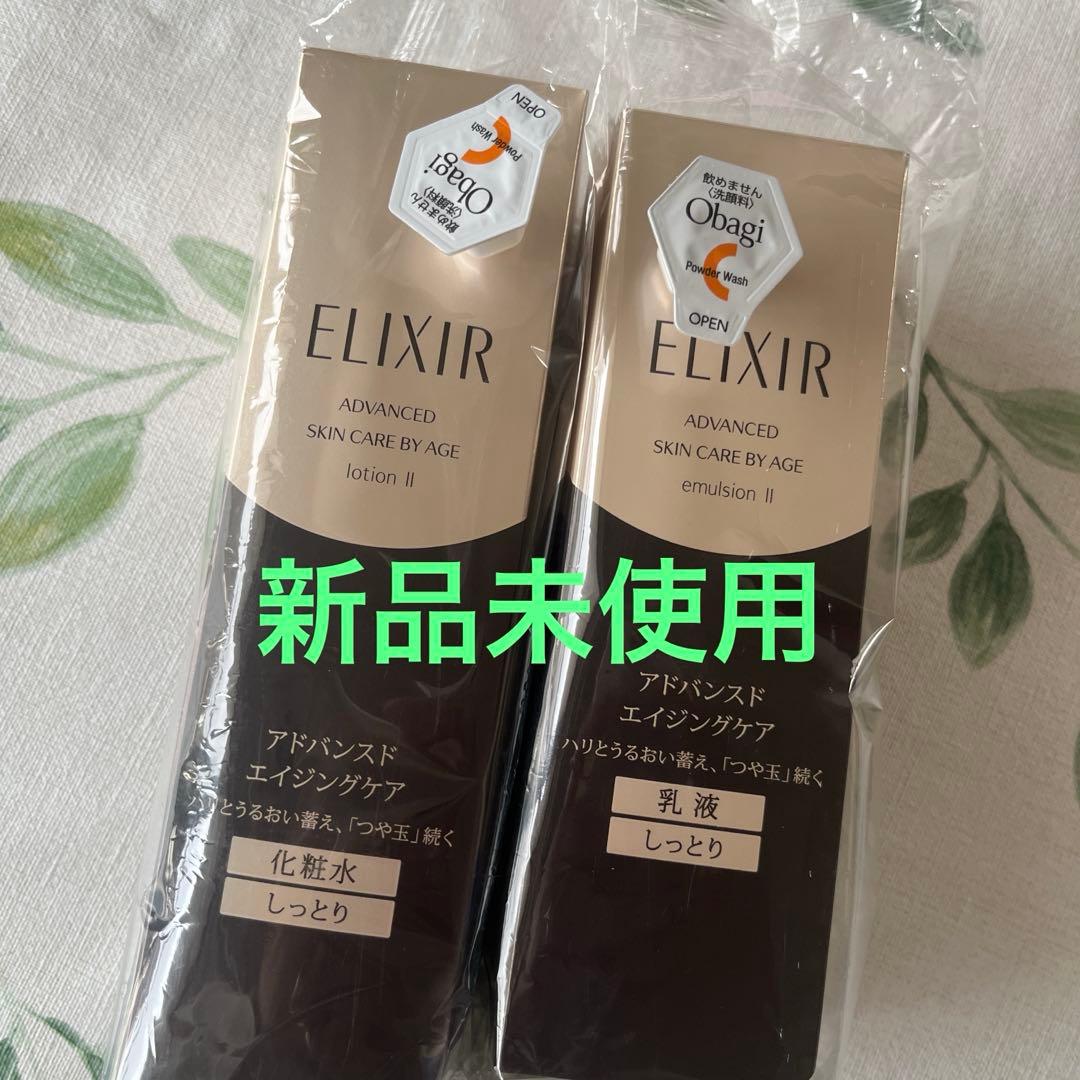 OPEN
Powder Wash
Obagi
〈洗顔料〉
飲めません
ELIXIR
ADVANCED
SKIN CARE BY AGE
lotion II
アドバンスド
エイジングケア
ハリとうるおい蓄え、「つや玉」続く
化粧水
しっとり
飲めません
〈洗顔料〉
Obagi
Powder Wash
OPEN
ELIXIR
ADVANCED
SKIN CARE BY AGE
emulsion II
新品未使用
アドバンスド
エイジングケア
ハリとうるおい蓄え、「つや玉」続く
乳液
しっとり